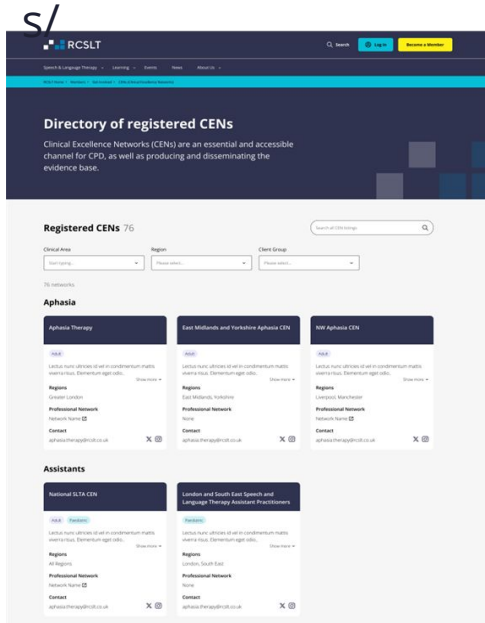 s/
RCSLT
Search
Log in
Become a Member
Speech & Language Therapy
Learning
Events
News
About Us
Directory of registered CENs
Clinical Excellence Networks (CENs) are an essential and accessible
channel for CPD, as well as producing and disseminating the
evidence base.
Registered CENs 76
Search all CEN listings
Clinical Area
Region
Client Group
Start typing...
Please select...
Please select...
76 networks
Aphasia
Aphasia Therapy
Adult
Lectus nunc ultricies id vel in condimentum mattis
viverra risus. Elementum eget odio.
Show more
Regions
Greater London
Professional Network
Network Name
Contact
aphasia.therapy@rcslt.co.uk
East Midlands and Yorkshire Aphasia CEN
Adult
Lectus nunc ultricies id vel in condimentum mattis
viverra risus. Elementum eget odio.
Show more
Regions
East Midlands, Yorkshire
Professional Network
None
Contact
aphasia.therapy@rcslt.co.uk
NW Aphasia CEN
Adult
Lectus nunc ultricies id vel in condimentum mattis
viverra risus. Elementum eget odio.
Show more
Regions
Liverpool, Manchester
Professional Network
Network Name
Contact
aphasia.therapy@rcslt.co.uk
Assistants
National SLTA CEN
Adult
Paediatric
Lectus nunc ultricies id vel in condimentum mattis
viverra risus. Elementum eget odio.
Show more
Regions
All Regions
Professional Network
Network Name
Contact
aphasia.therapy@rcslt.co.uk
London and South East Speech and
Language Therapy Assistant Practitioners
Paediatric
Lectus nunc ultricies id vel in condimentum mattis
viverra risus. Elementum eget odio.
Show more
Regions
London, South East
Professional Network
None
Contact
aphasia.therapy@rcslt.co.uk